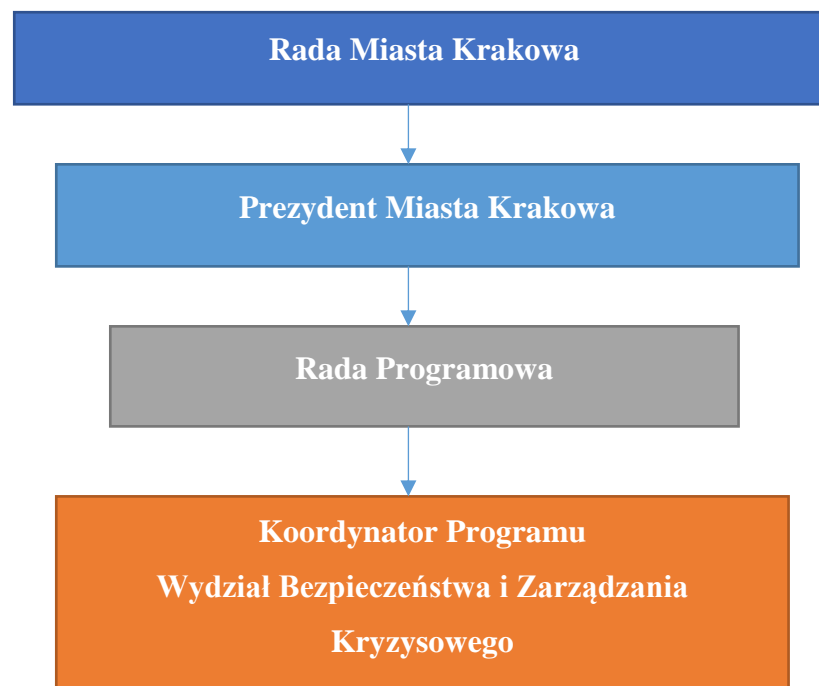 Rada Miasta Krakowa
Prezydent Miasta Krakowa
Rada Programowa
Koordynator Programu
Wydział Bezpieczeństwa i Zarządzania
Kryzysowego